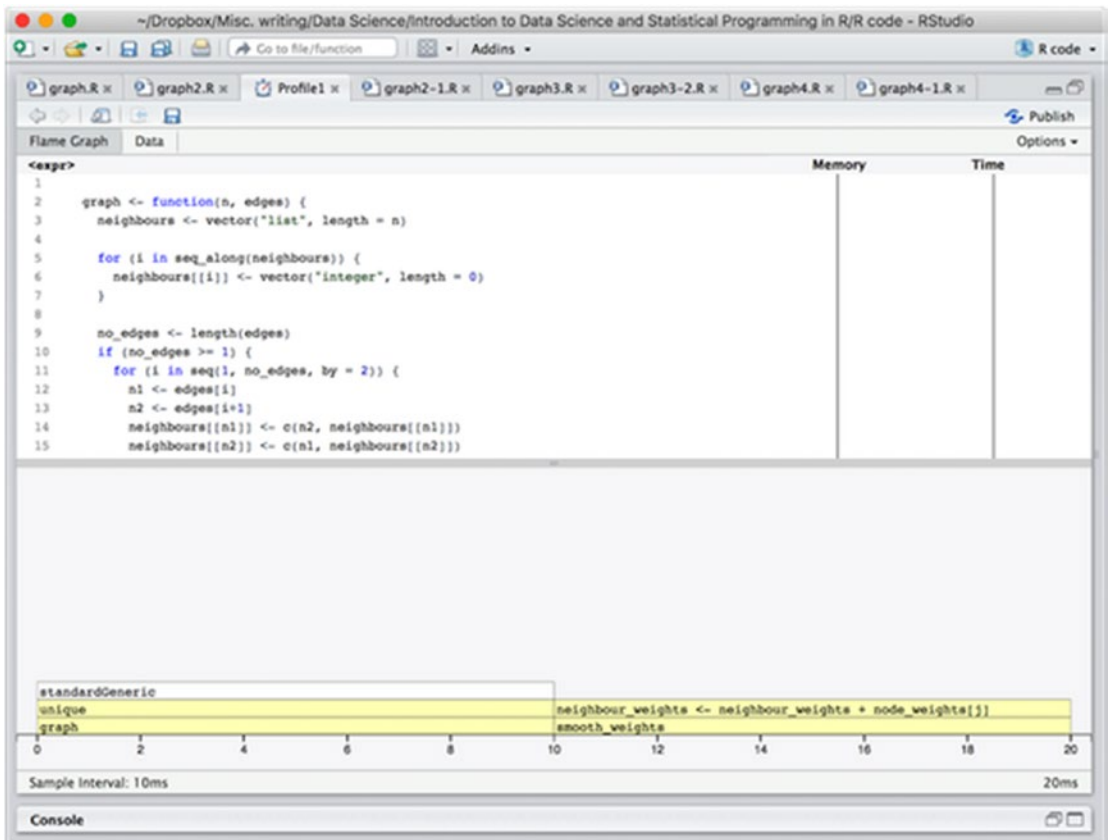 ~/Dropbox/Misc. writing/Data Science/Introduction to Data Science and Statistical Programming in R/R code - RStudio
Go to file/function Addins R code
graph.R graph2.R Profile1 graph2-1.R graph3.R graph3-2.R graph4.R graph4-1.R
Publish
Flame Graph Data Options
<expr> Memory Time
1
2 graph <- function(n, edges) {
3 neighbours <- vector("list", length = n)
4
5 for (i in seq_along(neighbours)) {
6 neighbours[[i]] <- vector("integer", length = 0)
7 }
8
9 no_edges <- length(edges)
10 if (no_edges >= 1) {
11 for (i in seq(1, no_edges, by = 2)) {
12 n1 <- edges[i]
13 n2 <- edges[i+1]
14 neighbours[[n1]] <- c(n2, neighbours[[n1]])
15 neighbours[[n2]] <- c(n1, neighbours[[n2]])
standardGeneric
unique neighbour_weights <- neighbour_weights + node_weights[j]
graph smooth_weights
0 2 4 6 8 10 12 14 16 18 20
Sample Interval: 10ms 20ms
Console